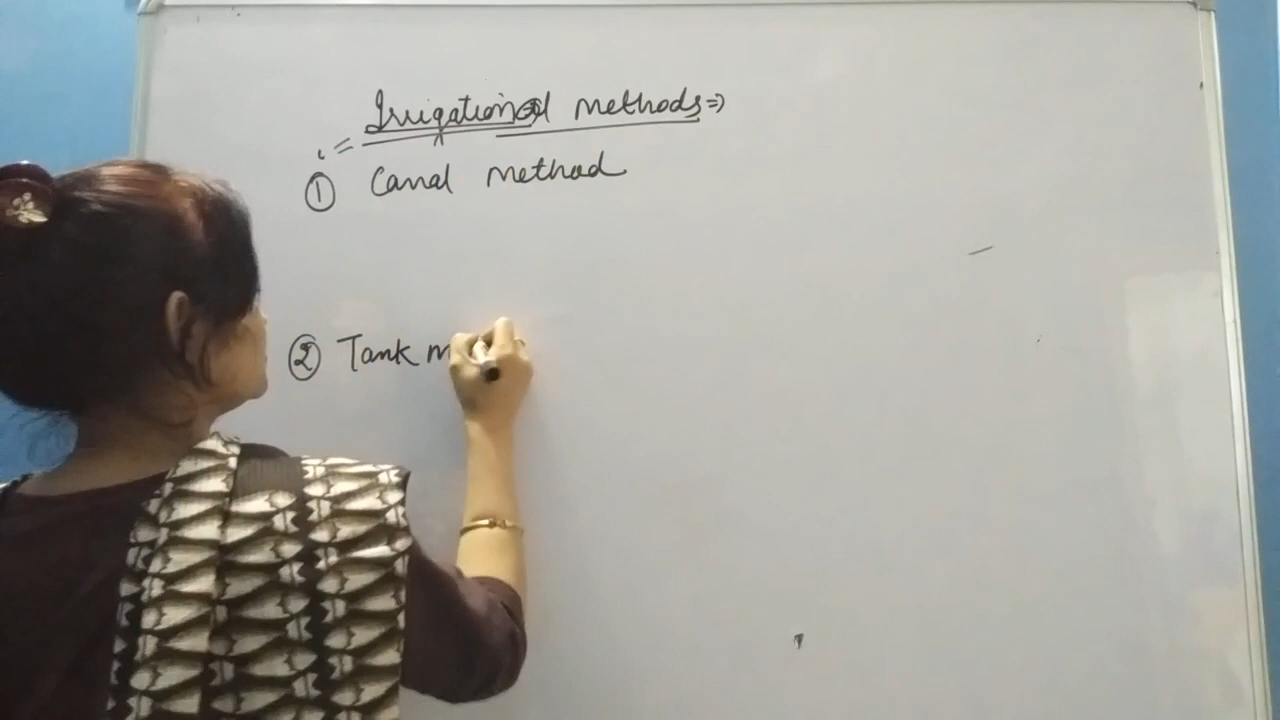 Irrigational methods ⇒
① Canal method
② Tank m